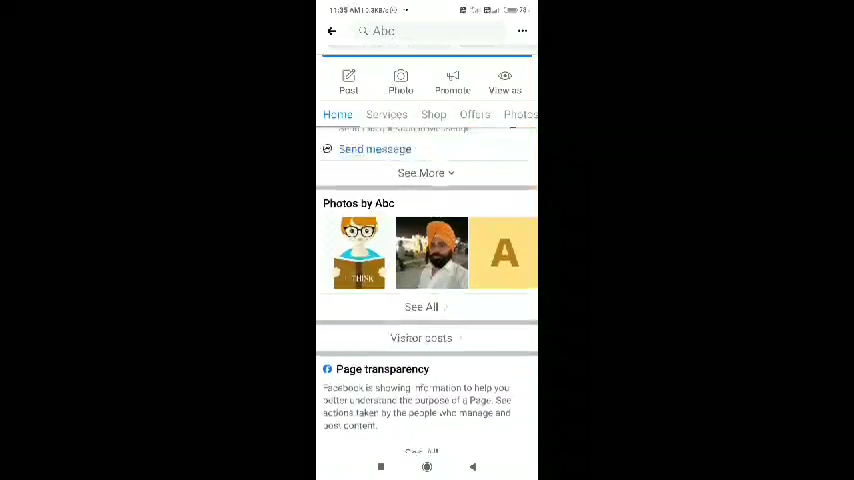 11:35 AM
Abc
Post Photo Promote View as
Home Services Shop Offers Photos
Send message
See More
Photos by Abc
I THINK
A
See All
Visitor posts
Page transparency
Facebook is showing information to help you
better understand the purpose of a Page. See
actions taken by the people who manage and
post content.
See All